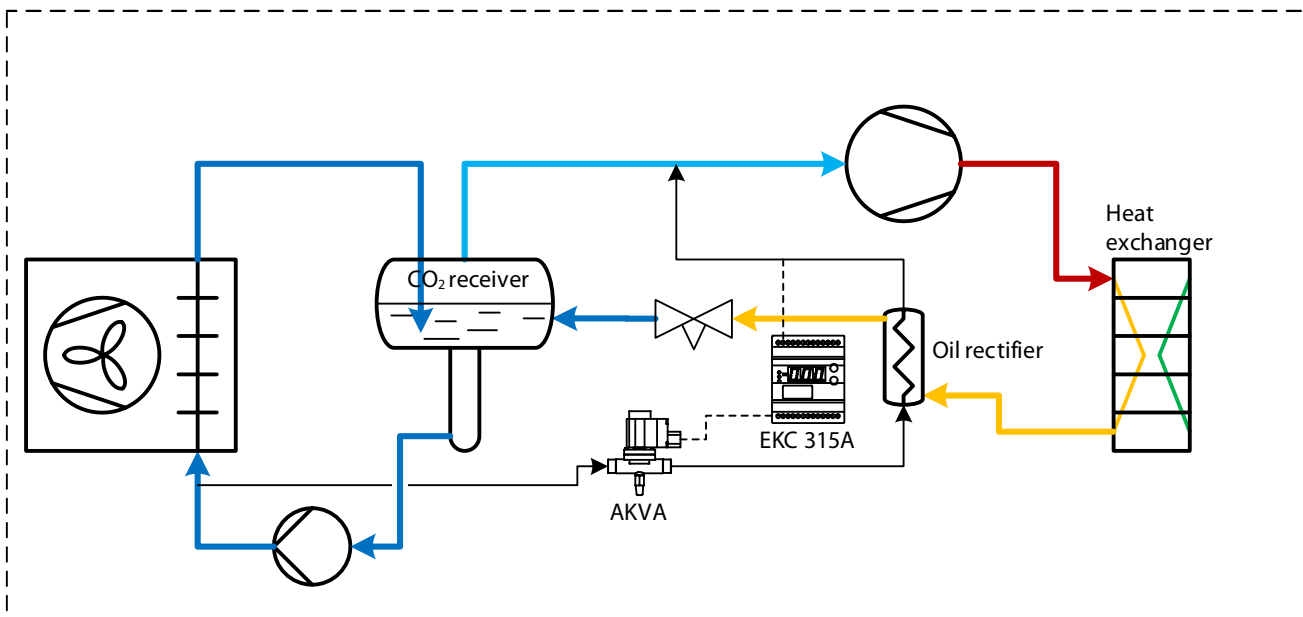 Heat
exchanger
CO₂ receiver
Oil rectifier
EKC 315A
AKVA